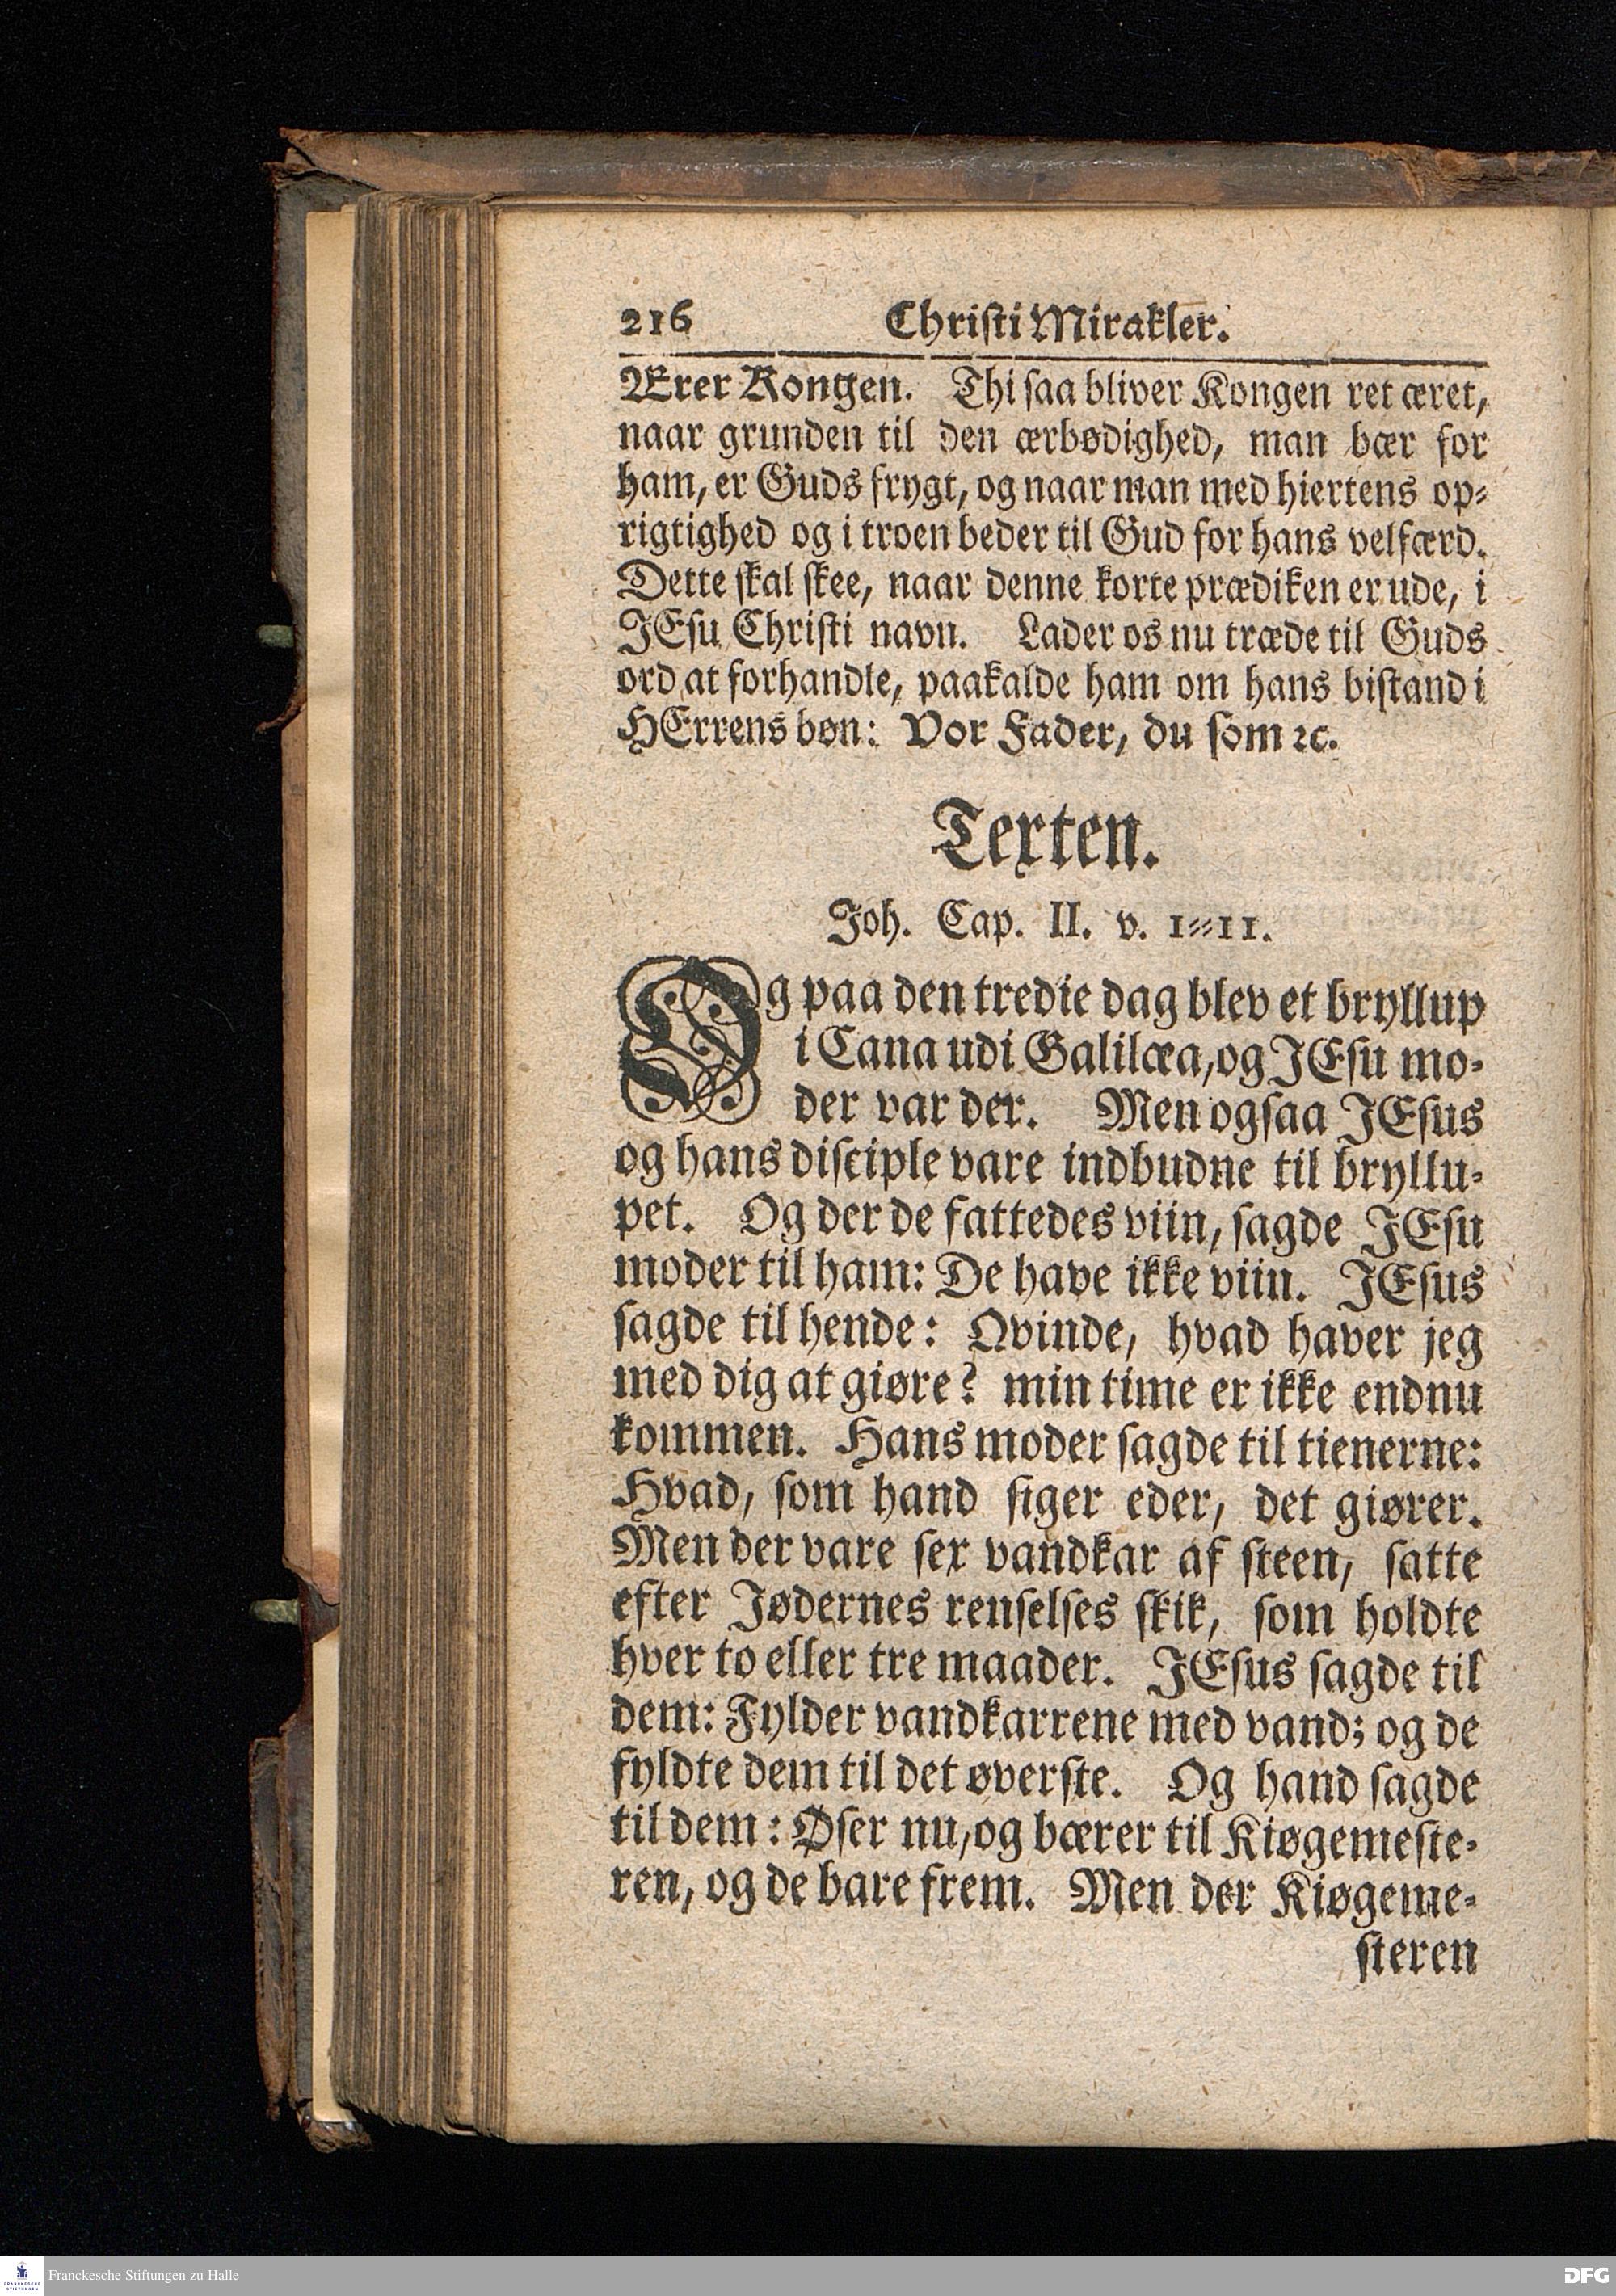 216 Christi Mirakler.
Ærer Kongen. Thi saa bliver Kongen ret æret,
naar grunden til den ærbødighed, man bær for
ham, er Guds frygt, og naar man med hiertens op⸗
rigtighed og i troen beder til Gud for hans velfærd.
Dette skal skee, naar denne korte prædiken er ude, i
JEsu Christi navn. Lader os nu træde til Guds
ord at forhandle, paakalde ham om hans bistand i
HErrens bøn: Vor Fader, du som ꝛc.
Texten.
Joh. Cap. II. v. 1⸗⸗11.
Og paa den tredie dag blev et bryllup
i Cana udi Galilæa, og JEsu mo⸗
der var der. Men ogsaa JEsus
og hans disciple vare indbudne til bryllu⸗
pet. Og der de fattedes viin, sagde JEsu
moder til ham: De have ikke viin. JEsus
sagde til hende: Qvinde, hvad haver jeg
med dig at giøre? min time er ikke endnu
kommen. Hans moder sagde til tienerne:
Hvad, som hand siger eder, det giører.
Men der vare sex vandkar af steen, satte
efter Jødernes renselses skik, som holdte
hver to eller tre maader. JEsus sagde til
dem: Fylder vandkarrene med vand; og de
fyldte dem til det øverste. Og hand sagde
til dem: Øser nu, og bærer til Kiøgemeste⸗
ren, og de bare frem. Men der Kiøgeme⸗
steren
FRANCKESCHE STIFTUNGEN
Franckesche Stiftungen zu Halle
DFG